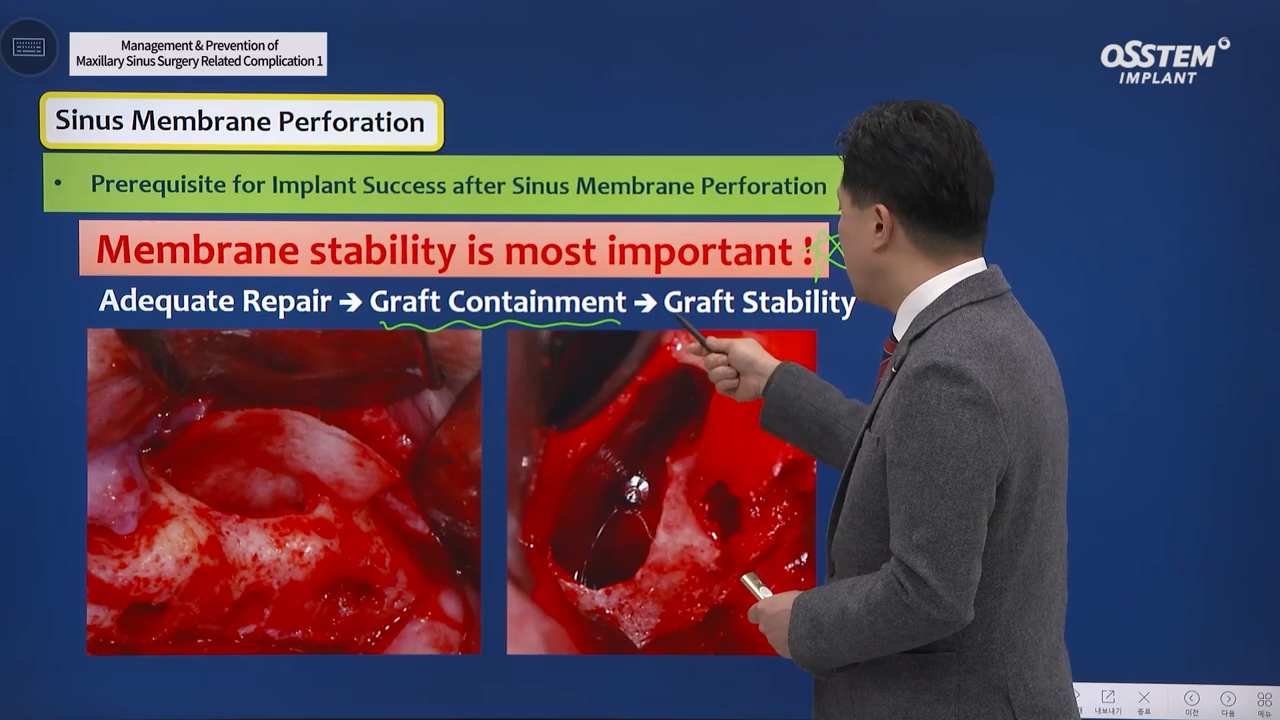 Management & Prevention of
Maxillary Sinus Surgery Related Complication 1
OSSTEM
IMPLANT
Sinus Membrane Perforation
• Prerequisite for Implant Success after Sinus Membrane Perforation
Membrane stability is most important !
Adequate Repair ➔ Graft Containment ➔ Graft Stability
내보내기 종료 이전 다음 메뉴